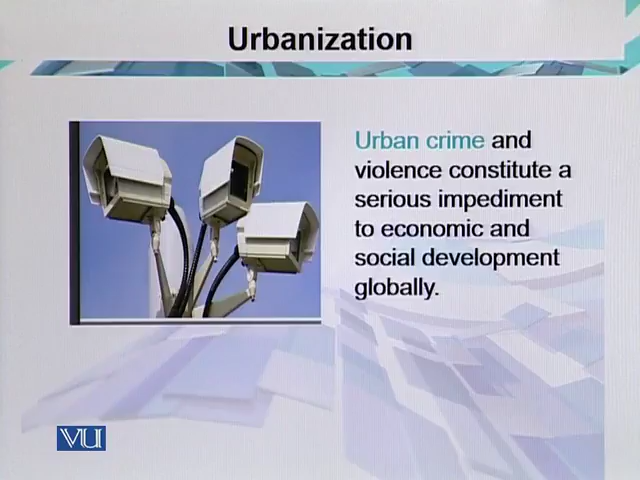 Urbanization
Urban crime and
violence constitute a
serious impediment
to economic and
social development
globally.
VU